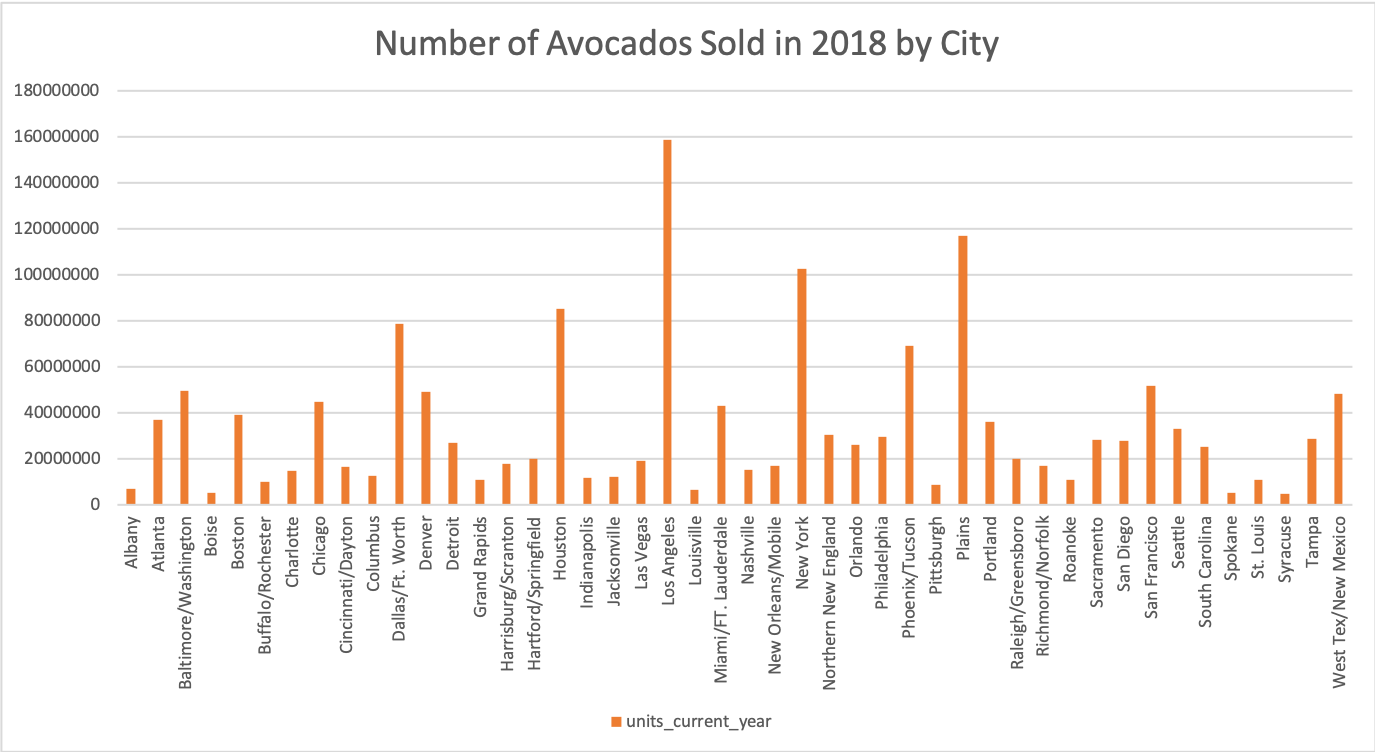 Number of Avocados Sold in 2018 by City
180000000
160000000
140000000
120000000
100000000
80000000
60000000
40000000
20000000
0
Albany
Atlanta
Baltimore/Washington
Boise
Boston
Buffalo/Rochester
Charlotte
Chicago
Cincinnati/Dayton
Columbus
Dallas/Ft. Worth
Denver
Detroit
Grand Rapids
Harrisburg/Scranton
Hartford/Springfield
Houston
Indianapolis
Jacksonville
Las Vegas
Los Angeles
Louisville
Miami/FT. Lauderdale
Nashville
New Orleans/Mobile
New York
Northern New England
Orlando
Philadelphia
Phoenix/Tucson
Pittsburgh
Plains
Portland
Raleigh/Greensboro
Richmond/Norfolk
Roanoke
Sacramento
San Diego
San Francisco
Seattle
South Carolina
Spokane
St. Louis
Syracuse
Tampa
West Tex/New Mexico
units_current_year